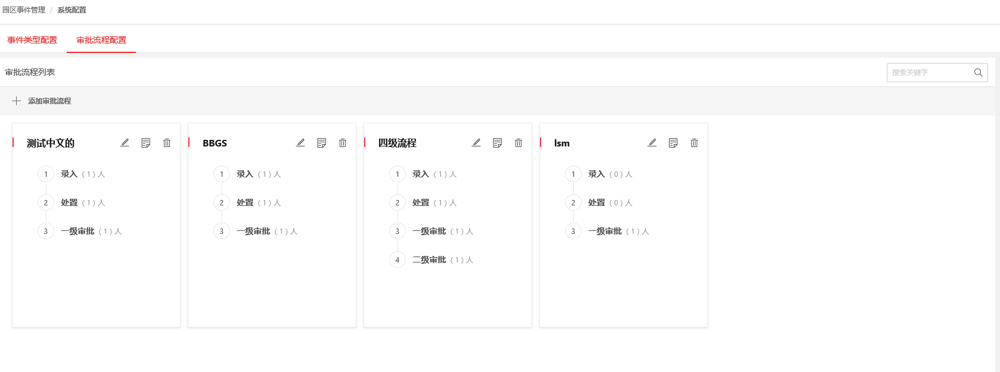 园区事件管理 / 系统配置
事件类型配置 审批流程配置
审批流程列表 搜索关键字
添加审批流程
测试中文的
1 录入 ( 1 ) 人
2 处置 ( 1 ) 人
3 一级审批 ( 1 ) 人
BBGS
1 录入 ( 1 ) 人
2 处置 ( 1 ) 人
3 一级审批 ( 1 ) 人
四级流程
1 录入 ( 1 ) 人
2 处置 ( 1 ) 人
3 一级审批 ( 1 ) 人
4 二级审批 ( 1 ) 人
lsm
1 录入 ( 0 ) 人
2 处置 ( 0 ) 人
3 一级审批 ( 1 ) 人